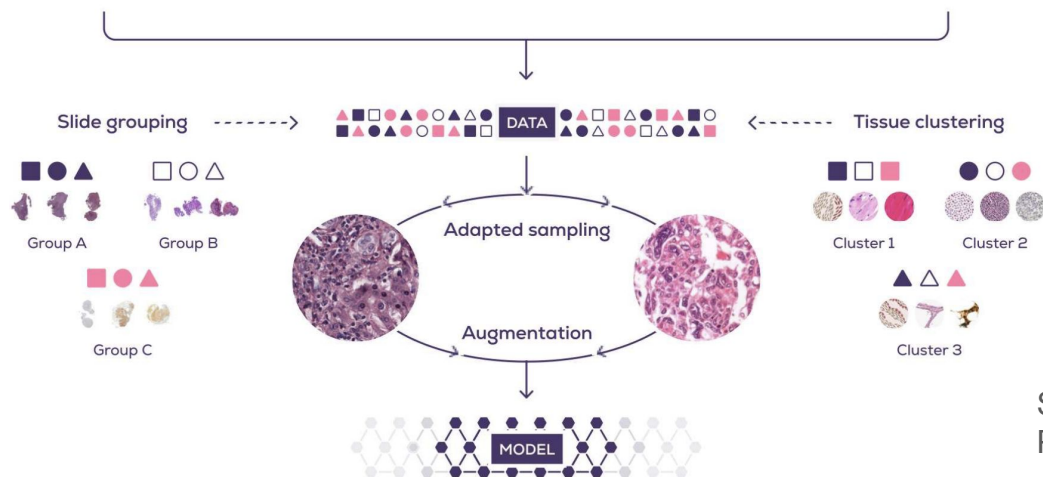 Slide grouping
DATA
Tissue clustering
Group A
Group B
Adapted sampling
Cluster 1
Cluster 2
Group C
Augmentation
Cluster 3
MODEL